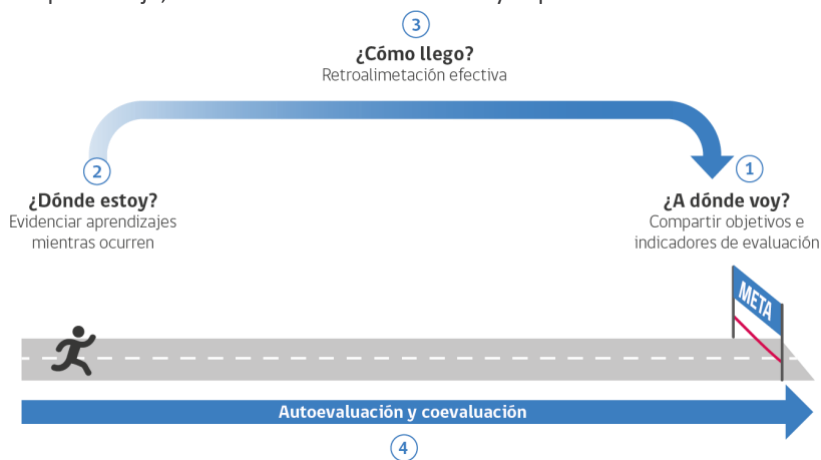 ③
¿Cómo llego?
Retroalimetación efectiva
②
¿Dónde estoy?
Evidenciar aprendizajes
mientras ocurren
①
¿A dónde voy?
Compartir objetivos e
indicadores de evaluación
META
Autoevaluación y coevaluación
④